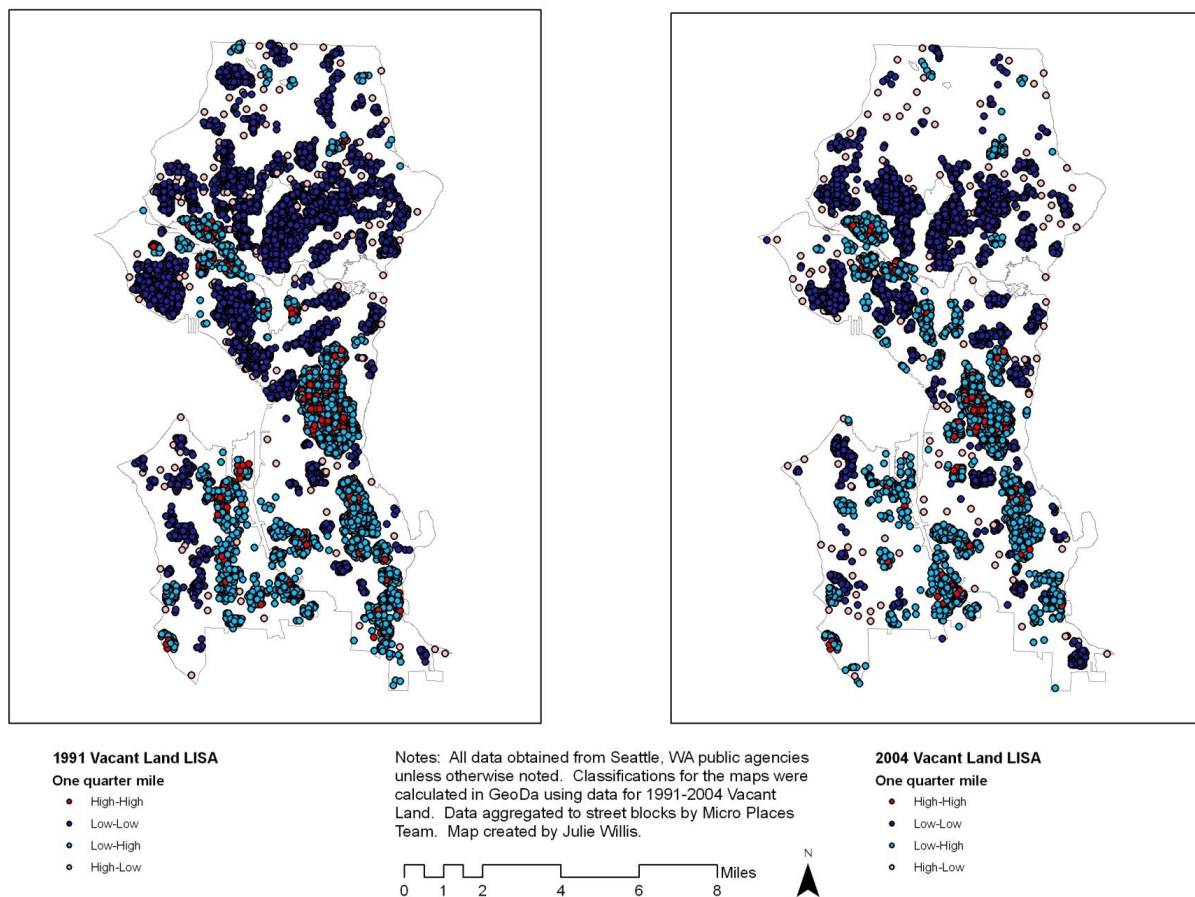 1991 Vacant Land LISA
One quarter mile
High-High
Low-Low
Low-High
High-Low
Notes: All data obtained from Seattle, WA public agencies
unless otherwise noted. Classifications for the maps were
calculated in GeoDa using data for 1991-2004 Vacant
Land. Data aggregated to street blocks by Micro Places
Team. Map created by Julie Willis.
Miles
0 1 2 4 6 8
N
2004 Vacant Land LISA
One quarter mile
High-High
Low-Low
Low-High
High-Low